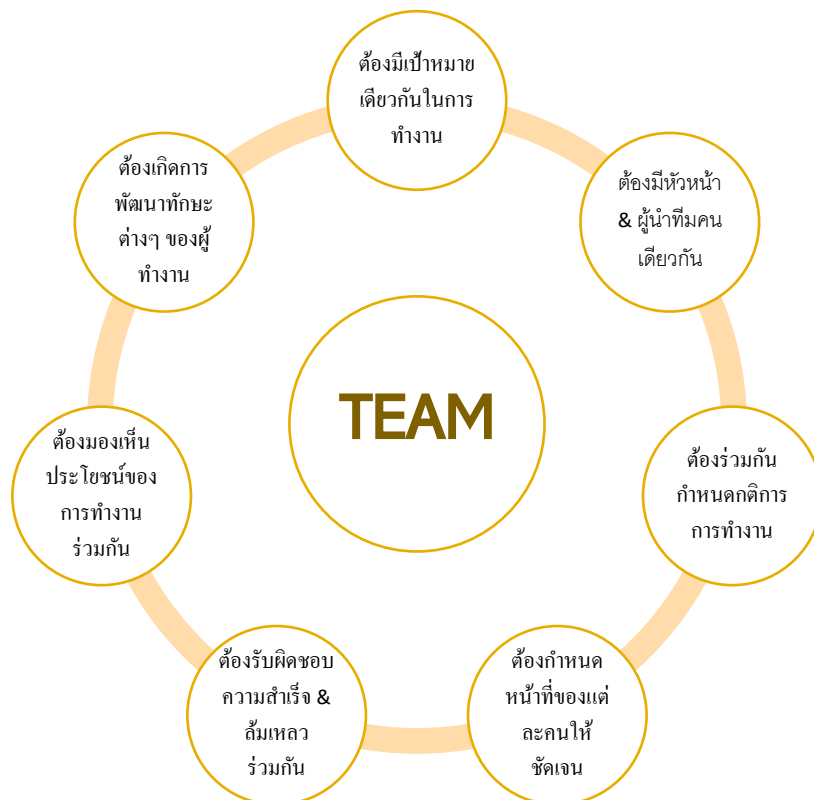 ต้องมีเป้าหมาย
เดียวกันในการ
ทำงาน
ต้องมีหัวหน้า
& ผู้นำทีมคน
เดียวกัน
ต้องร่วมกัน
กำหนดกติการ
การทำงาน
ต้องกำหนด
หน้าที่ของแต่
ละคนให้
ชัดเจน
ต้องรับผิดชอบ
ความสำเร็จ &
ล้มเหลว
ร่วมกัน
ต้องมองเห็น
ประโยชน์ของ
การทำงาน
ร่วมกัน
ต้องเกิดการ
พัฒนาทักษะ
ต่างๆ ของผู้
ทำงาน
TEAM